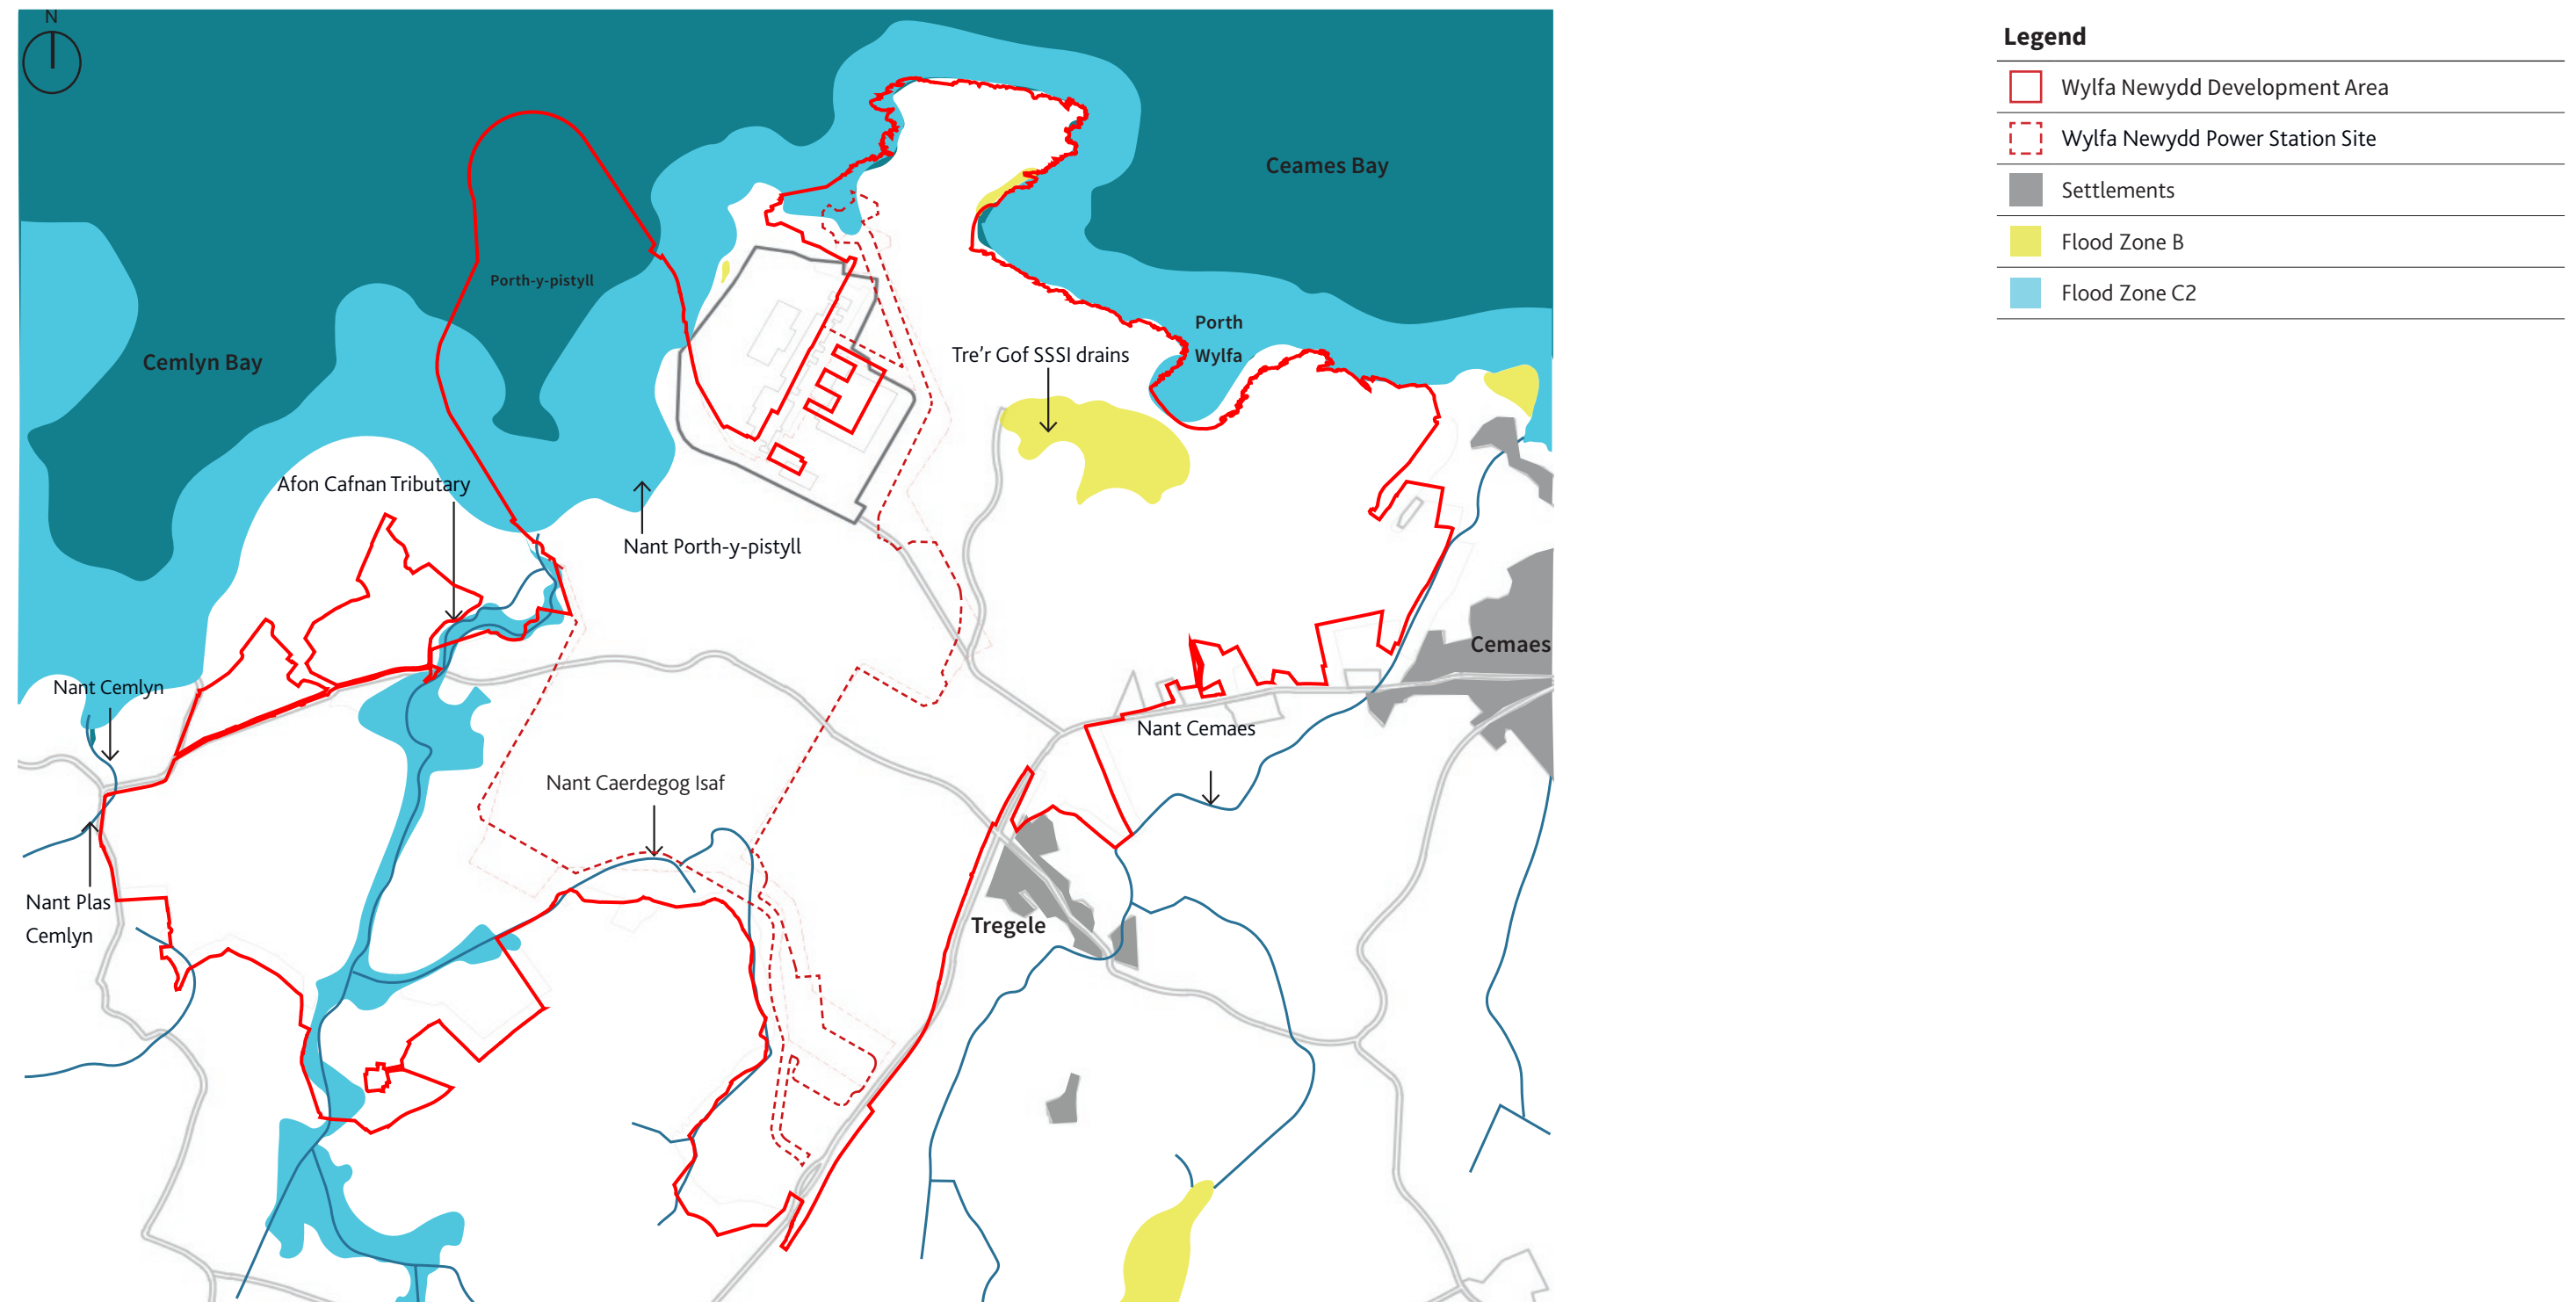 N
Ceames Bay
Porth-y-pistyll
Porth
Wylfa
Tre'r Gof SSSI drains
Cemlyn Bay
Afon Cafnan Tributary
Nant Porth-y-pistyll
Cemaes
Nant Cemlyn
Nant Cemaes
Nant Caerdegog Isaf
Nant Plas
Cemlyn
Tregele
Legend
Wylfa Newydd Development Area
Wylfa Newydd Power Station Site
Settlements
Flood Zone B
Flood Zone C2